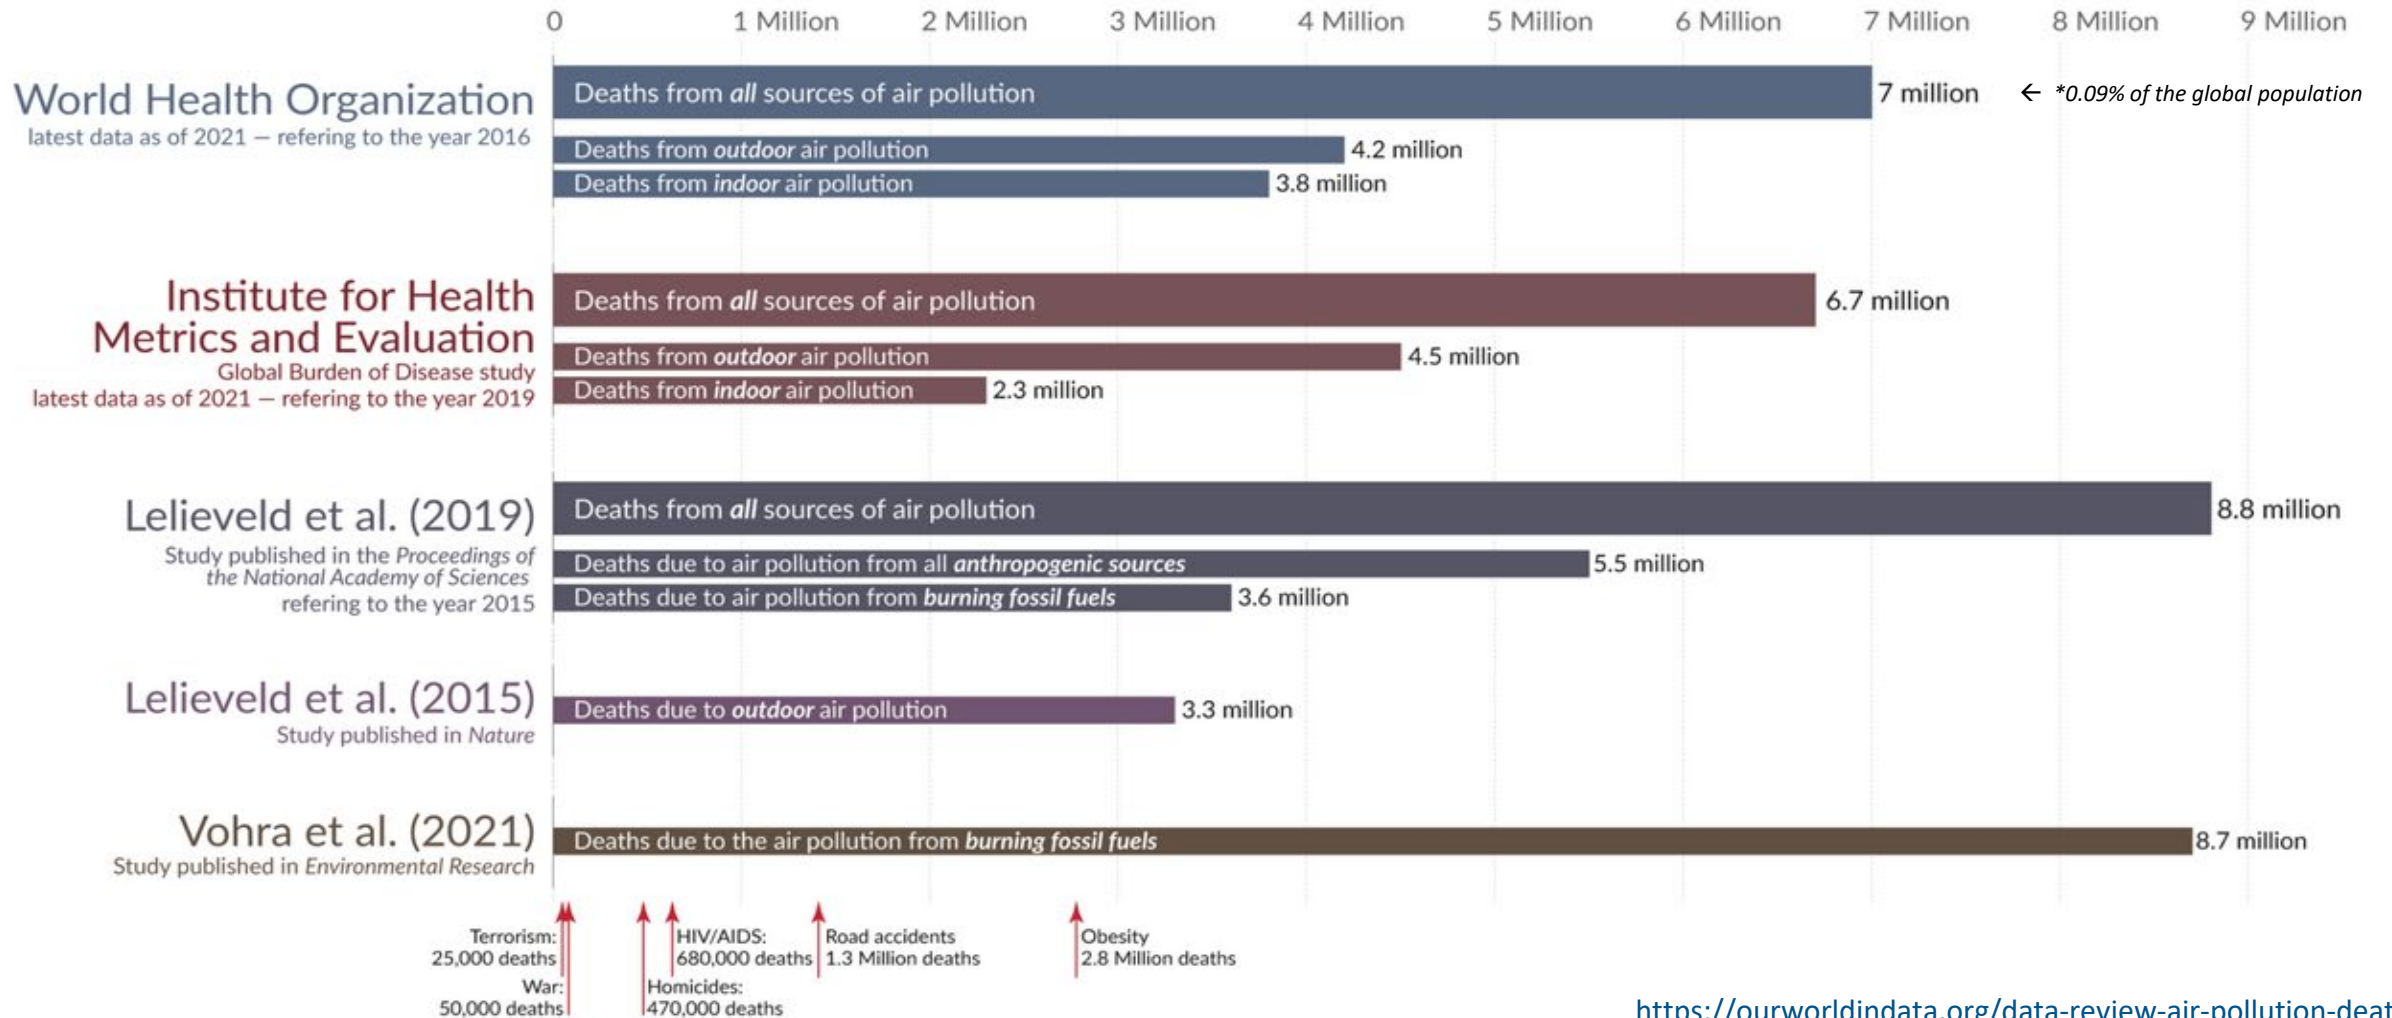 0 1 Million 2 Million 3 Million 4 Million 5 Million 6 Million 7 Million 8 Million 9 Million
World Health Organization
latest data as of 2021 — refering to the year 2016
Deaths from all sources of air pollution 7 million ← *0.09% of the global population
Deaths from outdoor air pollution 4.2 million
Deaths from indoor air pollution 3.8 million
Institute for Health
Metrics and Evaluation
Global Burden of Disease study
latest data as of 2021 — refering to the year 2019
Deaths from all sources of air pollution 6.7 million
Deaths from outdoor air pollution 4.5 million
Deaths from indoor air pollution 2.3 million
Lelieveld et al. (2019)
Study published in the Proceedings of
the National Academy of Sciences
refering to the year 2015
Deaths from all sources of air pollution 8.8 million
Deaths due to air pollution from all anthropogenic sources 5.5 million
Deaths due to air pollution from burning fossil fuels 3.6 million
Lelieveld et al. (2015)
Study published in Nature
Deaths due to outdoor air pollution 3.3 million
Vohra et al. (2021)
Study published in Environmental Research
Deaths due to the air pollution from burning fossil fuels 8.7 million
Terrorism:
25,000 deaths
War:
50,000 deaths
HIV/AIDS:
680,000 deaths
Homicides:
470,000 deaths
Road accidents
1.3 Million deaths
Obesity
2.8 Million deaths
https://ourworldindata.org/data-review-air-pollution-deat